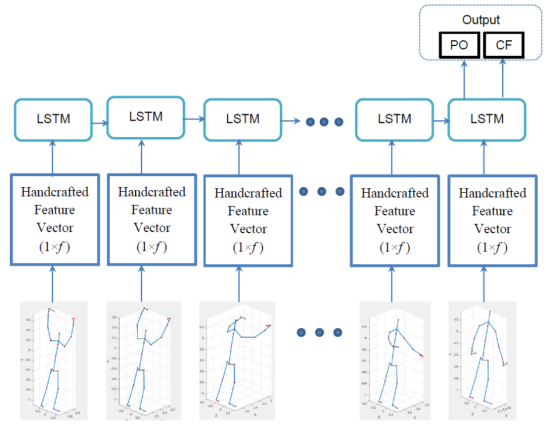 Output
PO CF
LSTM LSTM LSTM LSTM LSTM
Handcrafted Handcrafted Handcrafted Handcrafted Handcrafted
Feature Feature Feature Feature Feature
Vector Vector Vector Vector Vector
(1×f) (1×f) (1×f) (1×f) (1×f)